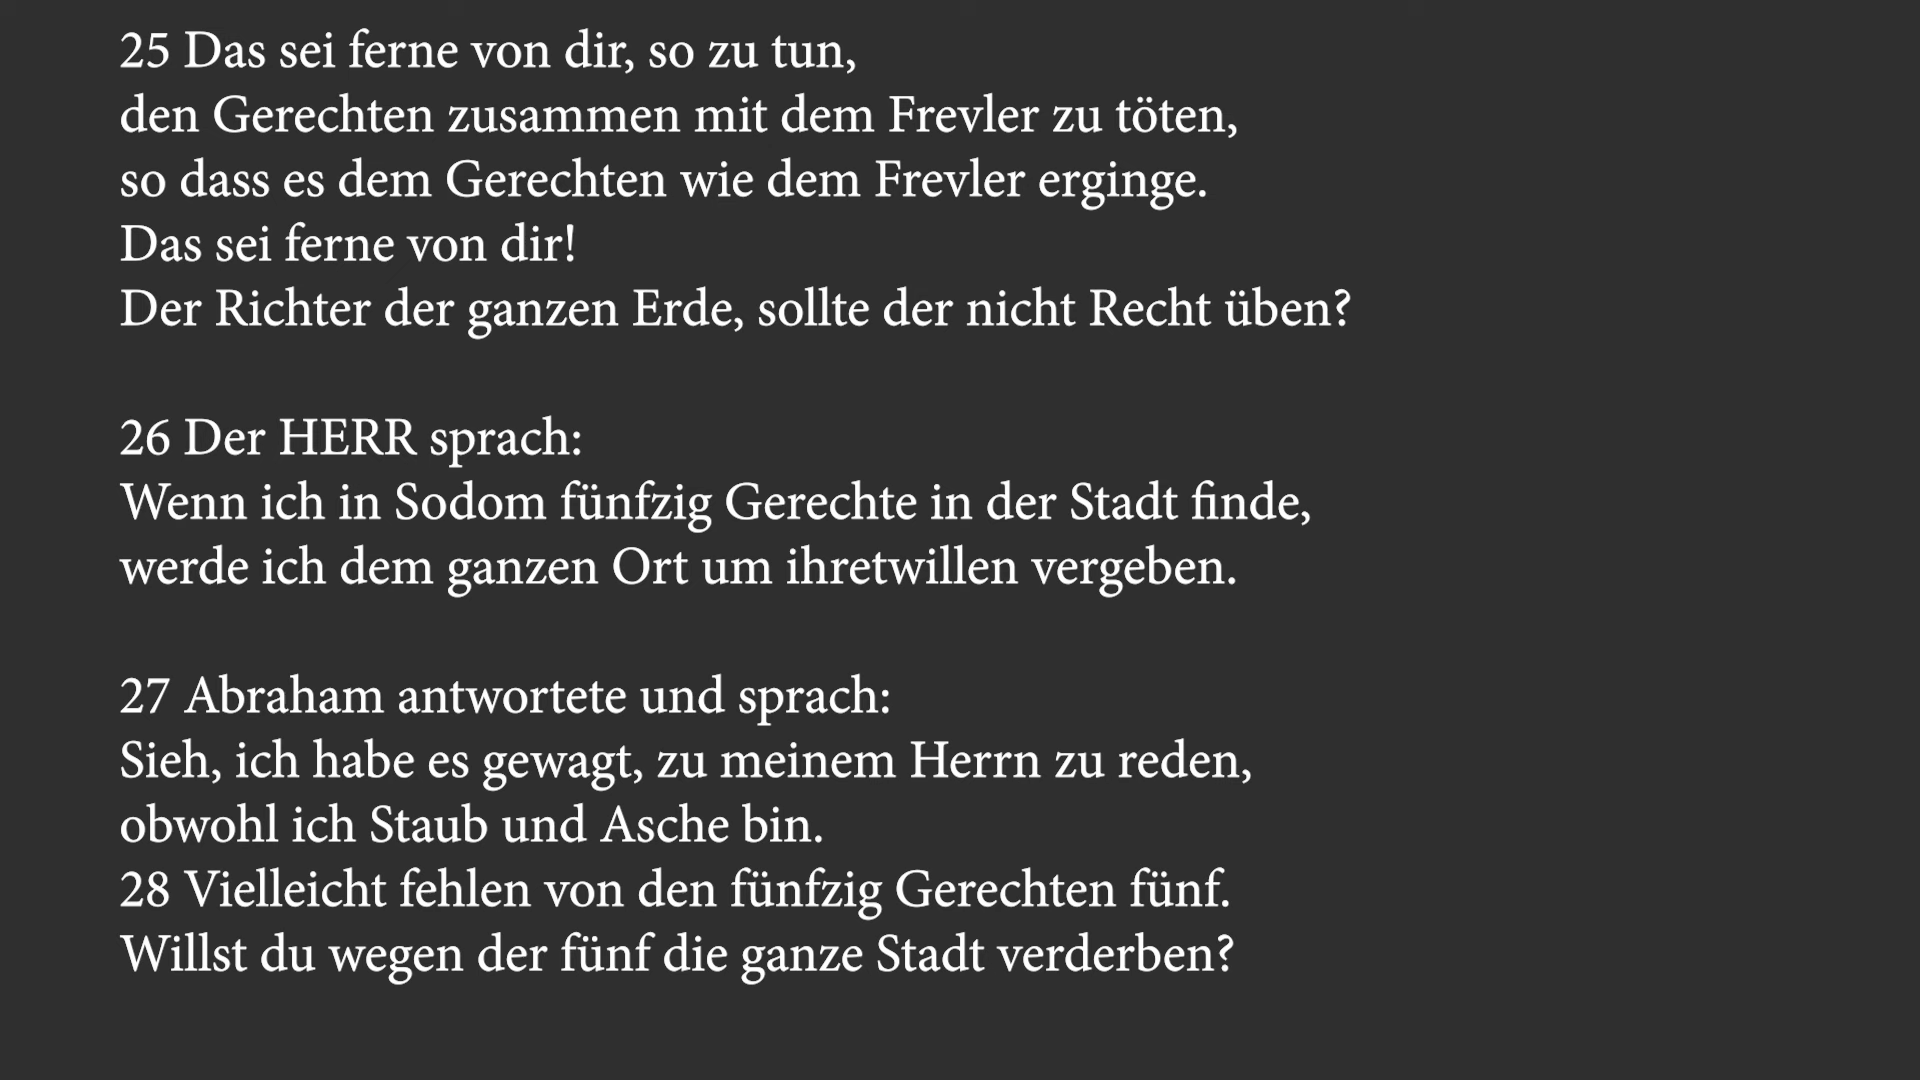 25 Das sei ferne von dir, so zu tun,
den Gerechten zusammen mit dem Frevler zu töten,
so dass es dem Gerechten wie dem Frevler erginge.
Das sei ferne von dir!
Der Richter der ganzen Erde, sollte der nicht Recht üben?
26 Der HERR sprach:
Wenn ich in Sodom fünfzig Gerechte in der Stadt finde,
werde ich dem ganzen Ort um ihretwillen vergeben.
27 Abraham antwortete und sprach:
Sieh, ich habe es gewagt, zu meinem Herrn zu reden,
obwohl ich Staub und Asche bin.
28 Vielleicht fehlen von den fünfzig Gerechten fünf.
Willst du wegen der fünf die ganze Stadt verderben?